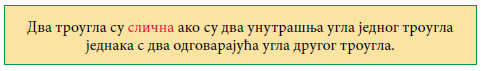 Два троугла су слична ако су два унутрашња угла једног троугла
једнака с два одговарајућа угла другог троугла.